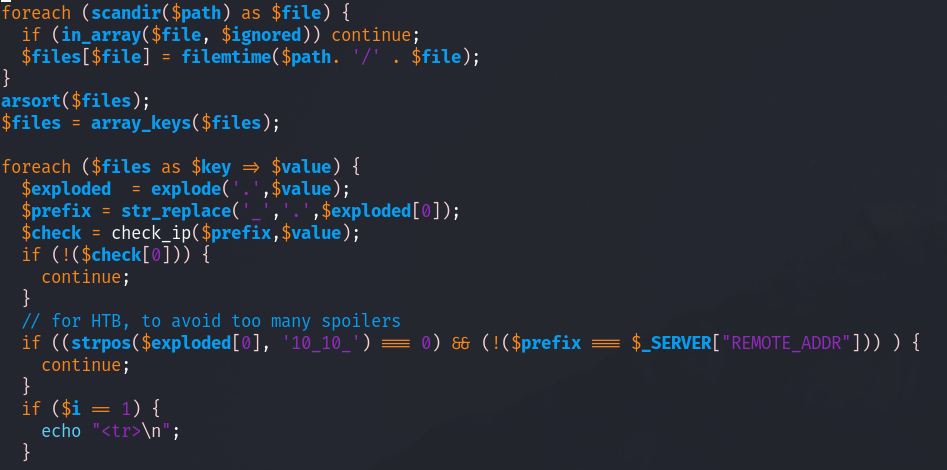 foreach (scandir($path) as $file) {
  if (in_array($file, $ignored)) continue;
  $files[$file] = filemtime($path. '/' . $file);
}
arsort($files);
$files = array_keys($files);

foreach ($files as $key => $value) {
  $exploded  = explode('.',$value);
  $prefix = str_replace('_','.',$exploded[0]);
  $check = check_ip($prefix,$value);
  if (!($check[0])) {
    continue;
  }
  // for HTB, to avoid too many spoilers
  if ((strpos($exploded[0], '10_10_') === 0) && (!($prefix === $_SERVER["REMOTE_ADDR"])) ) {
    continue;
  }
  if ($i == 1) {
    echo "<tr>\n";
  }